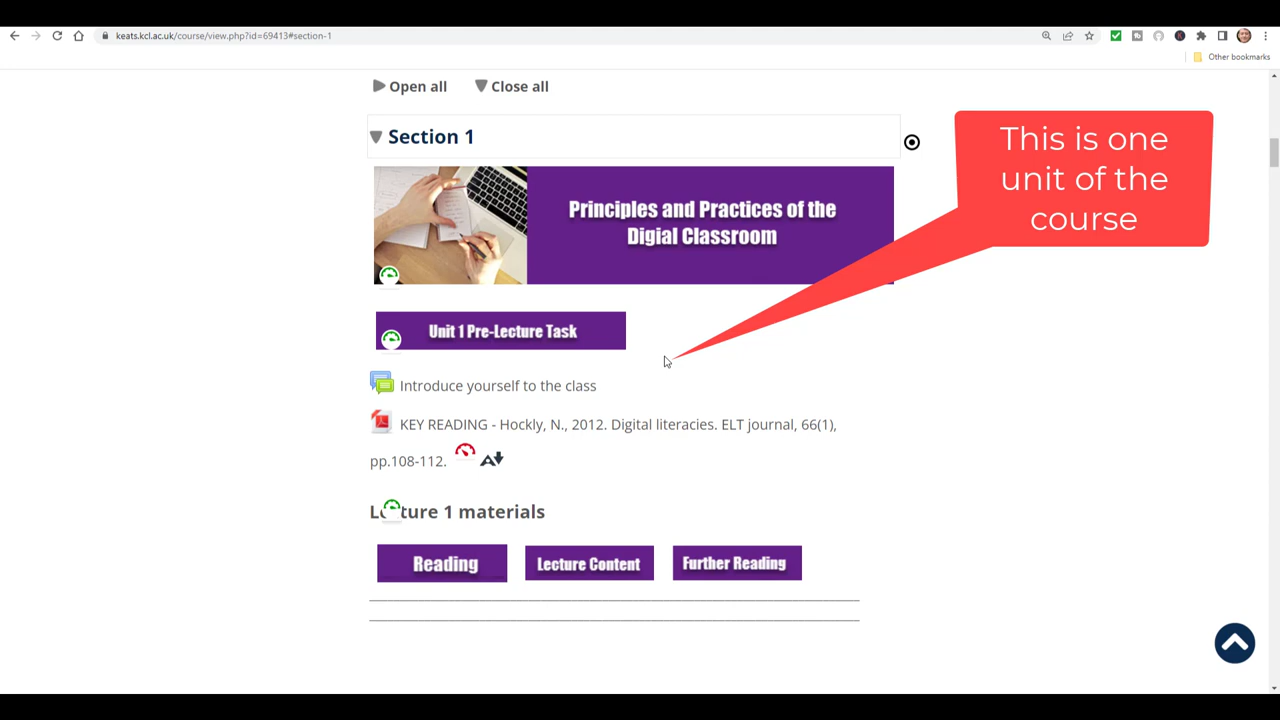 keats.kcl.ac.uk/course/view.php?id=69413#section-1
Other bookmarks
Open all Close all
Section 1
Principles and Practices of the
Digial Classroom
This is one
unit of the
course
Unit 1 Pre-Lecture Task
Introduce yourself to the class
KEY READING - Hockly, N., 2012. Digital literacies. ELT journal, 66(1),
pp.108-112.
Lecture 1 materials
Reading Lecture Content Further Reading